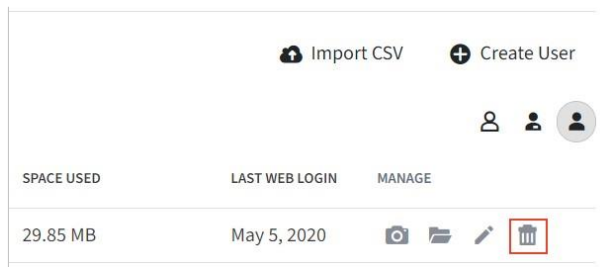 Import CSV Create User
SPACE USED LAST WEB LOGIN MANAGE
29.85 MB May 5, 2020